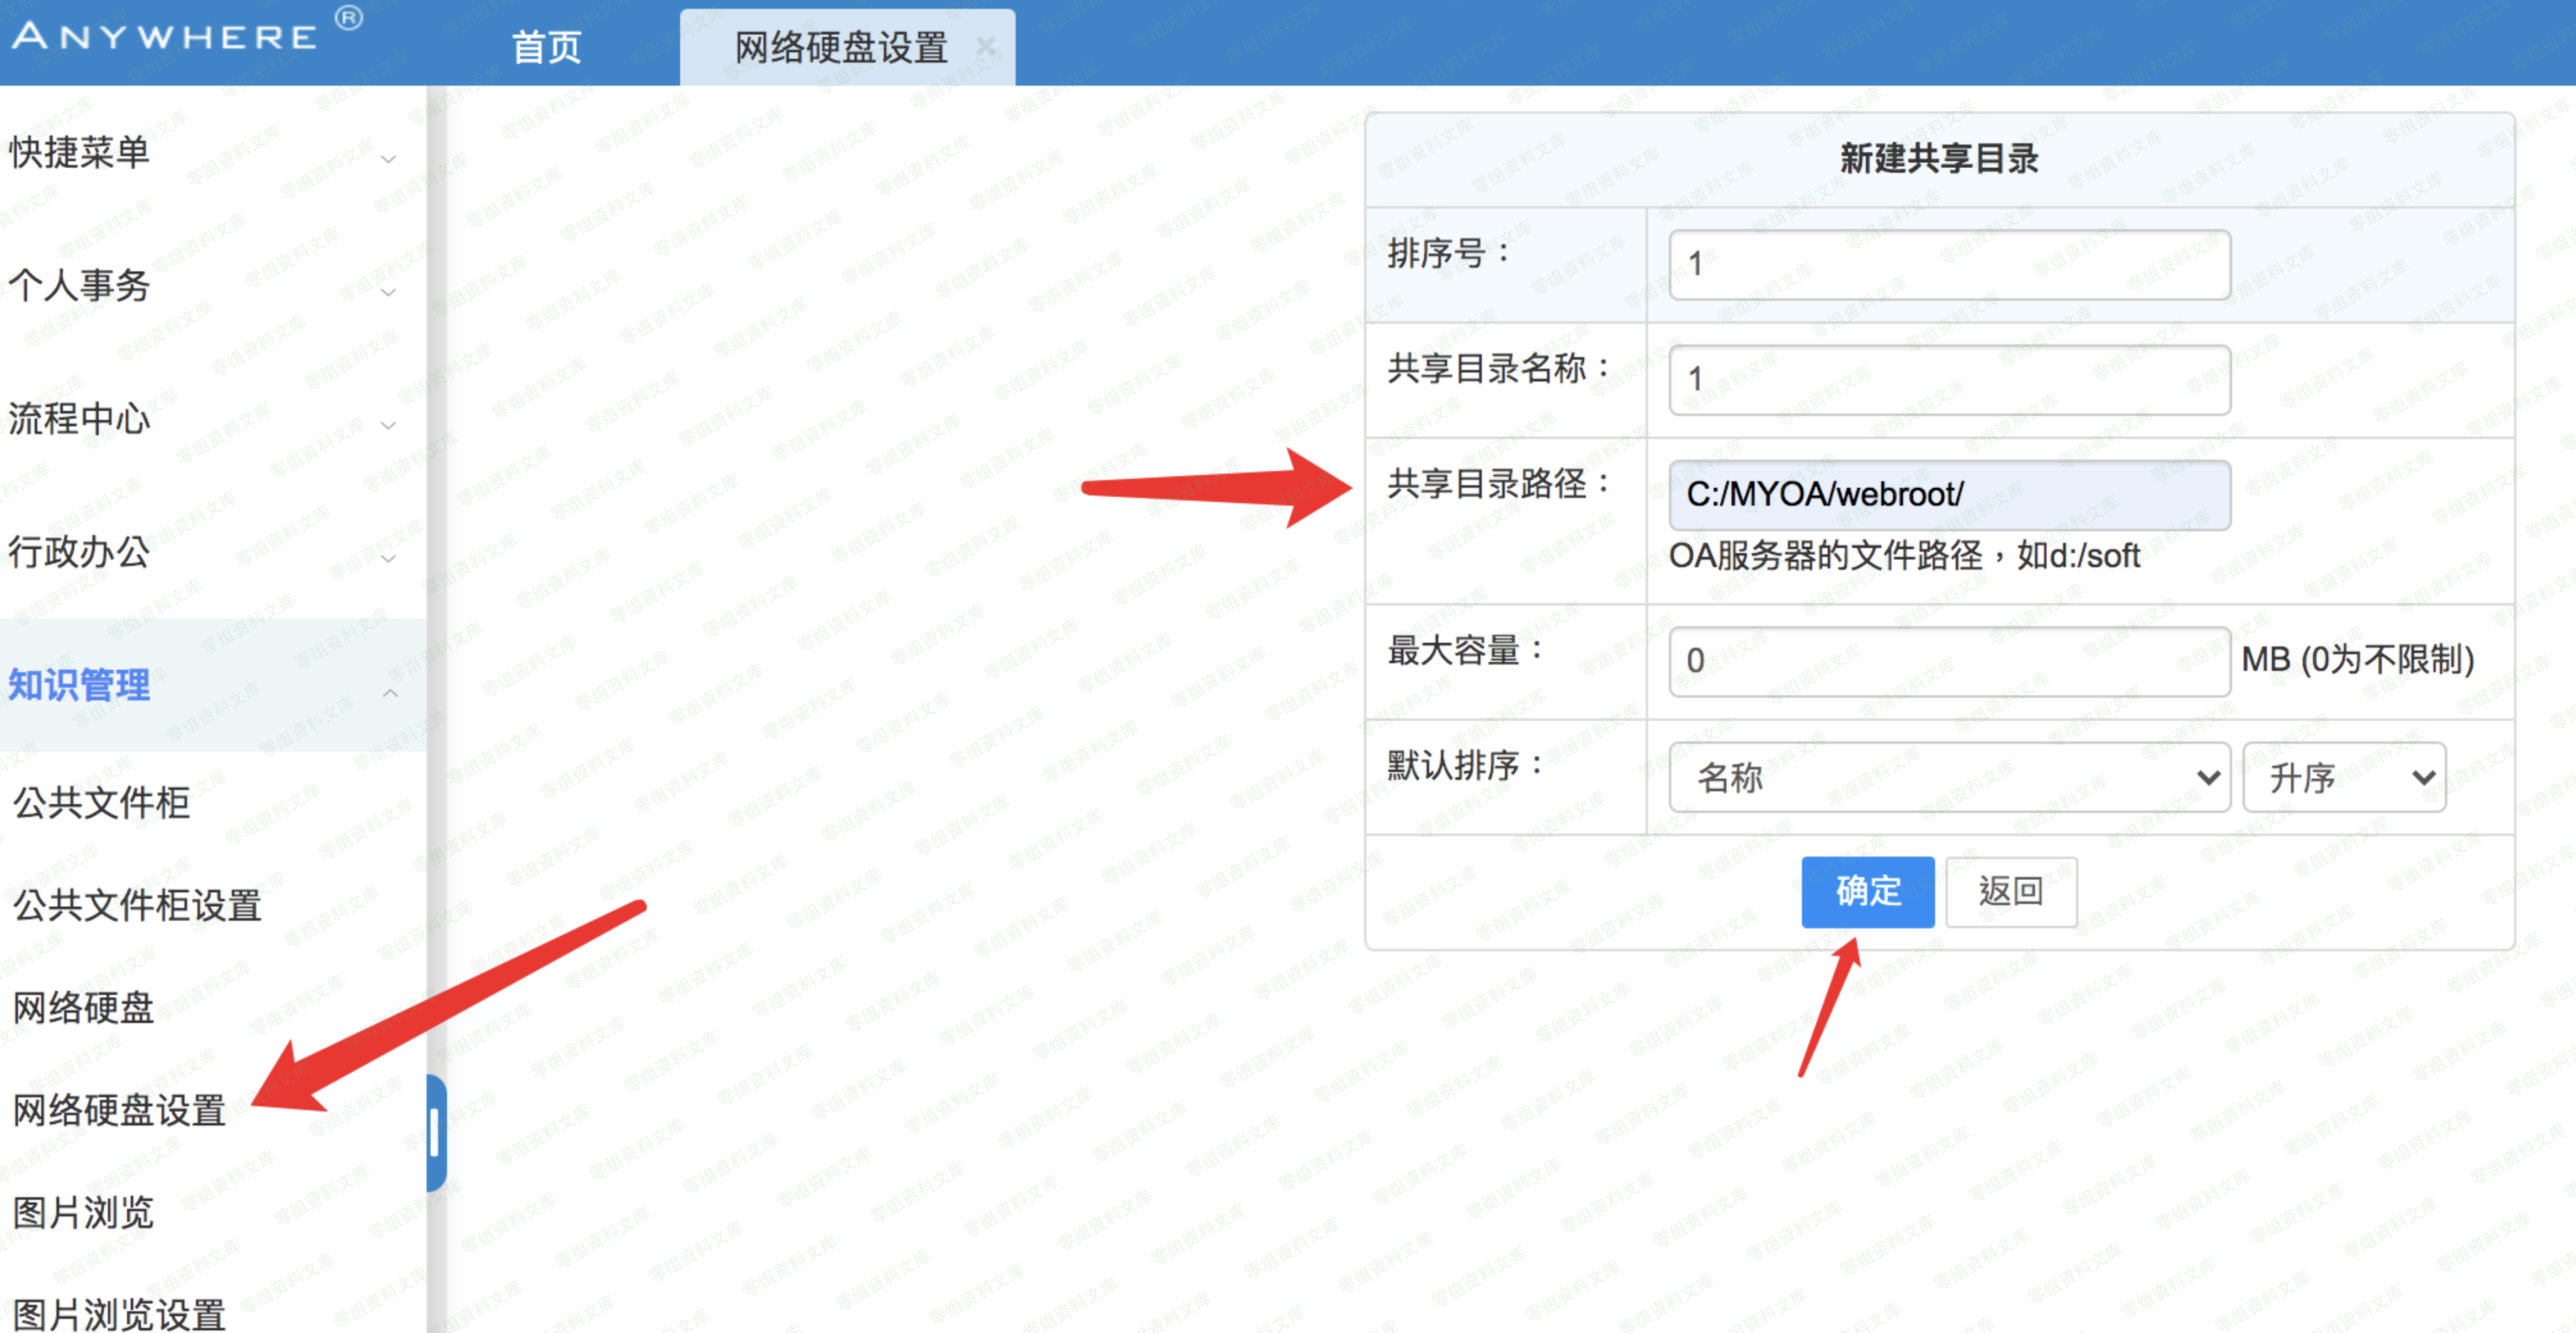 ANYWHERE ®
首页
网络硬盘设置
快捷菜单
个人事务
流程中心
行政办公
知识管理
公共文件柜
公共文件柜设置
网络硬盘
网络硬盘设置
图片浏览
图片浏览设置
新建共享目录
排序号：
1
共享目录名称：
1
共享目录路径：
C:/MYOA/webroot/
OA服务器的文件路径，如d:/soft
最大容量：
0
MB (0为不限制)
默认排序：
名称
升序
确定
返回
零组资料文库